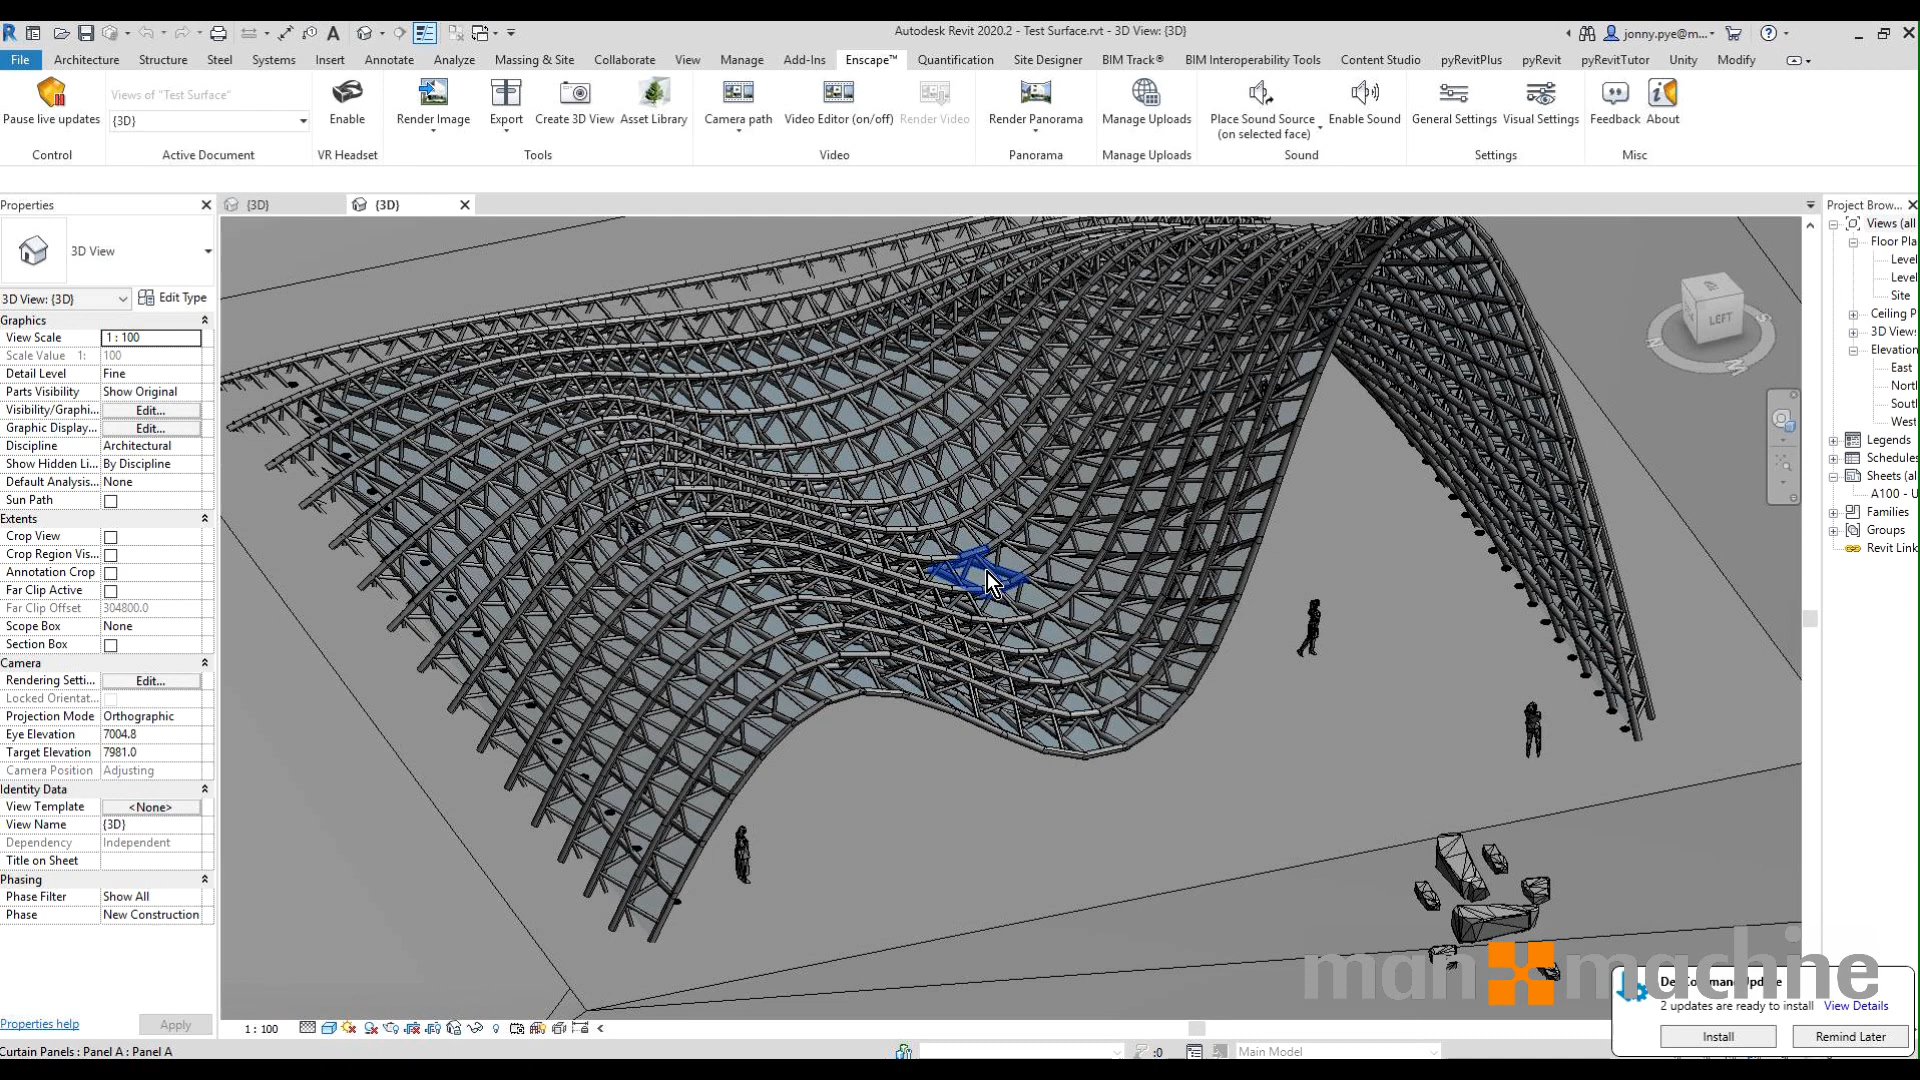 Autodesk Revit 2020.2 - Test Surface.rvt - 3D View: {3D}
jonny.pye@m...
File Architecture Structure Steel Systems Insert Annotate Analyze Massing & Site Collaborate View Manage Add-Ins Enscape™ Quantification Site Designer BIM Track® BIM Interoperability Tools Content Studio pyRevitPlus pyRevit pyRevitTutor Unity Modify
Views of "Test Surface"
{3D}
Pause live updates Enable Render Image Export Create 3D View Asset Library Camera path Video Editor (on/off) Render Video Render Panorama Manage Uploads Place Sound Source Enable Sound General Settings Visual Settings Feedback About
(on selected face)
Control Active Document VR Headset Tools Video Panorama Manage Uploads Sound Settings Misc
Properties
{3D} {3D}
3D View
3D View: {3D} Edit Type
Graphics
View Scale 1 : 100
Scale Value 1: 100
Detail Level Fine
Parts Visibility Show Original
Visibility/Graphi... Edit...
Graphic Display... Edit...
Discipline Architectural
Show Hidden Li... By Discipline
Default Analysis... None
Sun Path
Extents
Crop View
Crop Region Vis...
Annotation Crop
Far Clip Active
Far Clip Offset 304800.0
Scope Box None
Section Box
Camera
Rendering Setti... Edit...
Locked Orientat...
Projection Mode Orthographic
Eye Elevation 7004.8
Target Elevation 7981.0
Camera Position Adjusting
Identity Data
View Template <None>
View Name {3D}
Dependency Independent
Title on Sheet
Phasing
Phase Filter Show All
Phase New Construction
Properties help Apply
LEFT
Project Brow...
Views (all
Floor Pla
Level
Level
Site
Ceiling P
3D View
Elevation
East
North
South
West
Legends
Schedules
Sheets (al
A100 - U
Families
Groups
Revit Link
man machine
2 updates are ready to install View Details
Install Remind Later
1 : 100
Curtain Panels : Panel A : Panel A
:0
Main Model